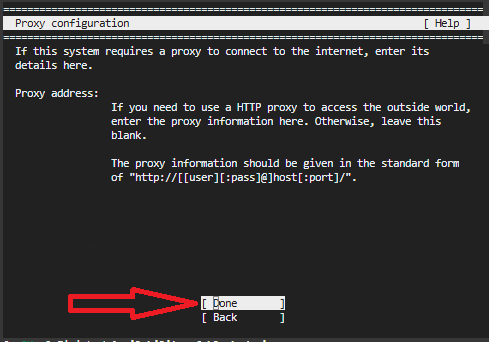 Proxy configuration [ Help ]
If this system requires a proxy to connect to the internet, enter its
details here.
Proxy address:
If you need to use a HTTP proxy to access the outside world,
enter the proxy information here. Otherwise, leave this
blank.
The proxy information should be given in the standard form
of "http://[[user][:pass]@]host[:port]/".
[ Done ]
[ Back ]